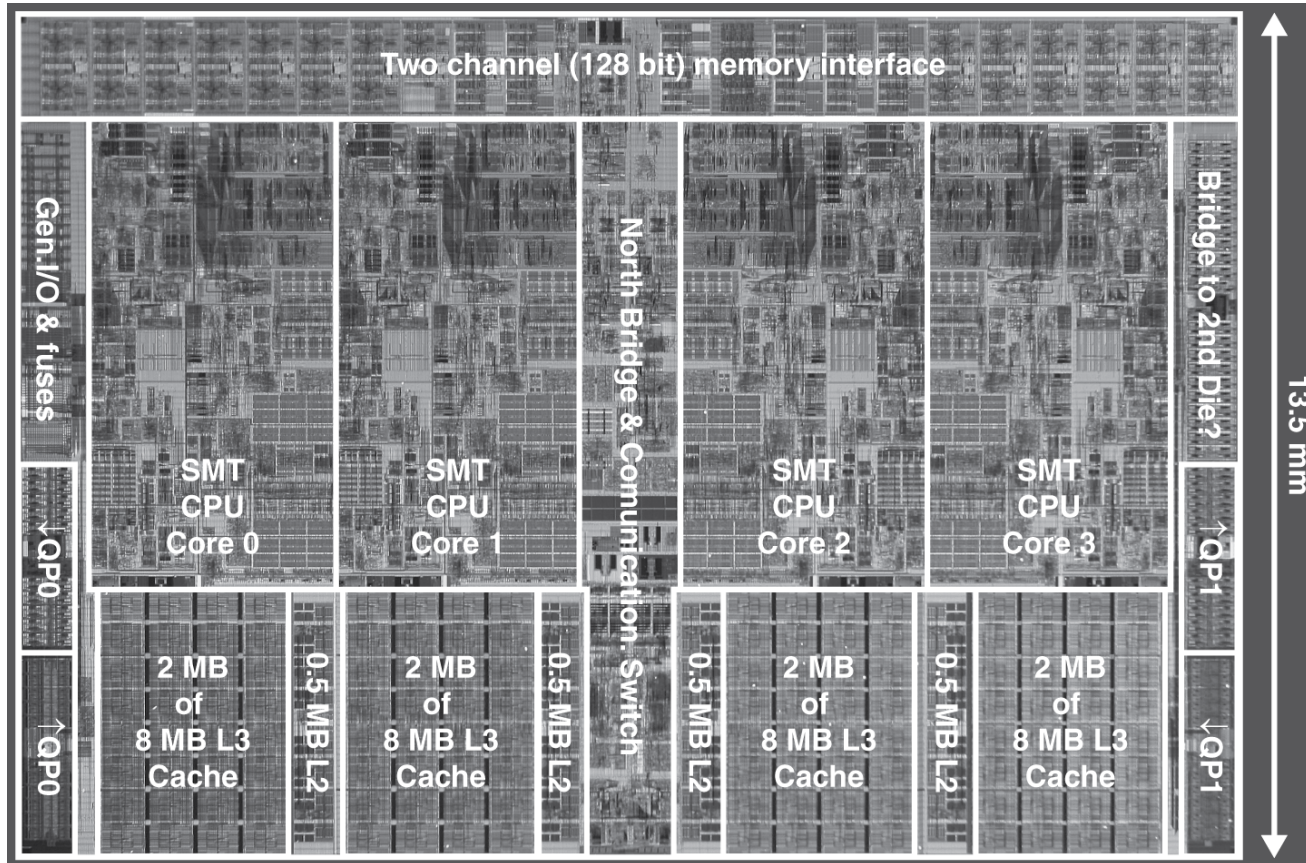 Two channel (128 bit) memory interface
Gen.I/O & fuses
SMT
CPU
Core 0
SMT
CPU
Core 1
North Bridge & Comunication. Switch
SMT
CPU
Core 2
SMT
CPU
Core 3
Bridge to 2nd Die?
13.5 mm
↓QP0
↑QP0
2 MB
of
8 MB L3
Cache
0.5 MB L2
2 MB
of
8 MB L3
Cache
0.5 MB L2
0.5 MB L2
2 MB
of
8 MB L3
Cache
0.5 MB L2
2 MB
of
8 MB L3
Cache
↑QP1
↓QP1